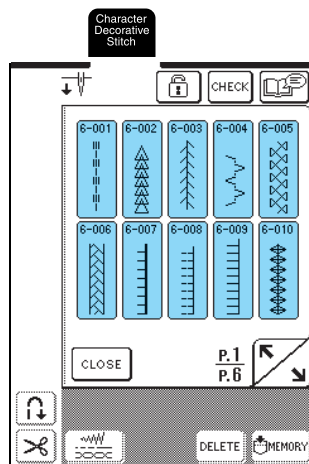 Character
Decorative
Stitch
CHECK
6-001 6-002 6-003 6-004 6-005
6-006 6-007 6-008 6-009 6-010
CLOSE
P.1
P.6
DELETE MEMORY